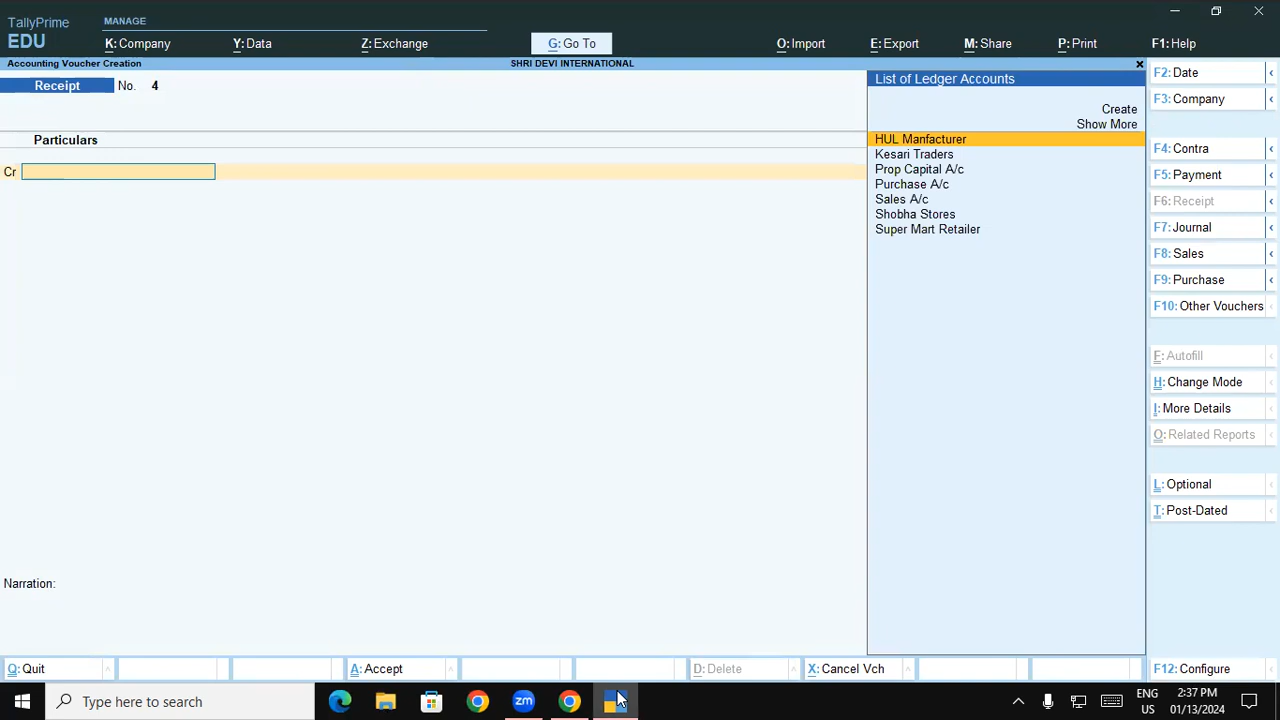 TallyPrime
EDU
MANAGE
K: Company
Y: Data
Z: Exchange
G: Go To
O: Import
E: Export
M: Share
P: Print
F1: Help
Accounting Voucher Creation
SHRI DEVI INTERNATIONAL
Receipt No. 4
Particulars
Cr
List of Ledger Accounts
Create
Show More
HUL Manfacturer
Kesari Traders
Prop Capital A/c
Purchase A/c
Sales A/c
Shobha Stores
Super Mart Retailer
F2: Date
F3: Company
F4: Contra
F5: Payment
F6: Receipt
F7: Journal
F8: Sales
F9: Purchase
F10: Other Vouchers
F: Autofill
H: Change Mode
I: More Details
O: Related Reports
L: Optional
T: Post-Dated
Narration:
Q: Quit
A: Accept
D: Delete
X: Cancel Vch
F12: Configure
Type here to search
zm
ENG
US
2:37 PM
01/13/2024